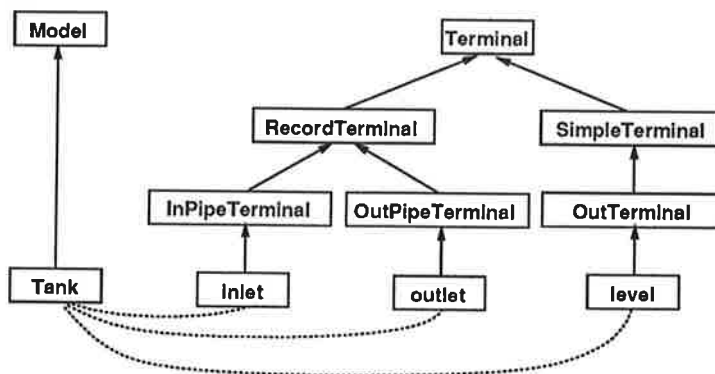 Model
Terminal
RecordTerminal
SimpleTerminal
InPipeTerminal
OutPipeTerminal
OutTerminal
Tank
inlet
outlet
level